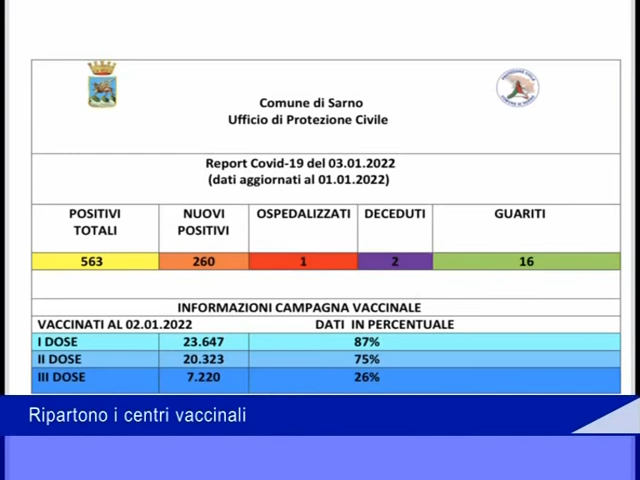 Comune di Sarno
Ufficio di Protezione Civile
Report Covid-19 del 03.01.2022
(dati aggiornati al 01.01.2022)
POSITIVI TOTALI
NUOVI POSITIVI
OSPEDALIZZATI
DECEDUTI
GUARITI
563 260 1 2 16
INFORMAZIONI CAMPAGNA VACCINALE
VACCINATI AL 02.01.2022 DATI IN PERCENTUALE
I DOSE 23.647 87%
II DOSE 20.323 75%
III DOSE 7.220 26%
Ripartono i centri vaccinali